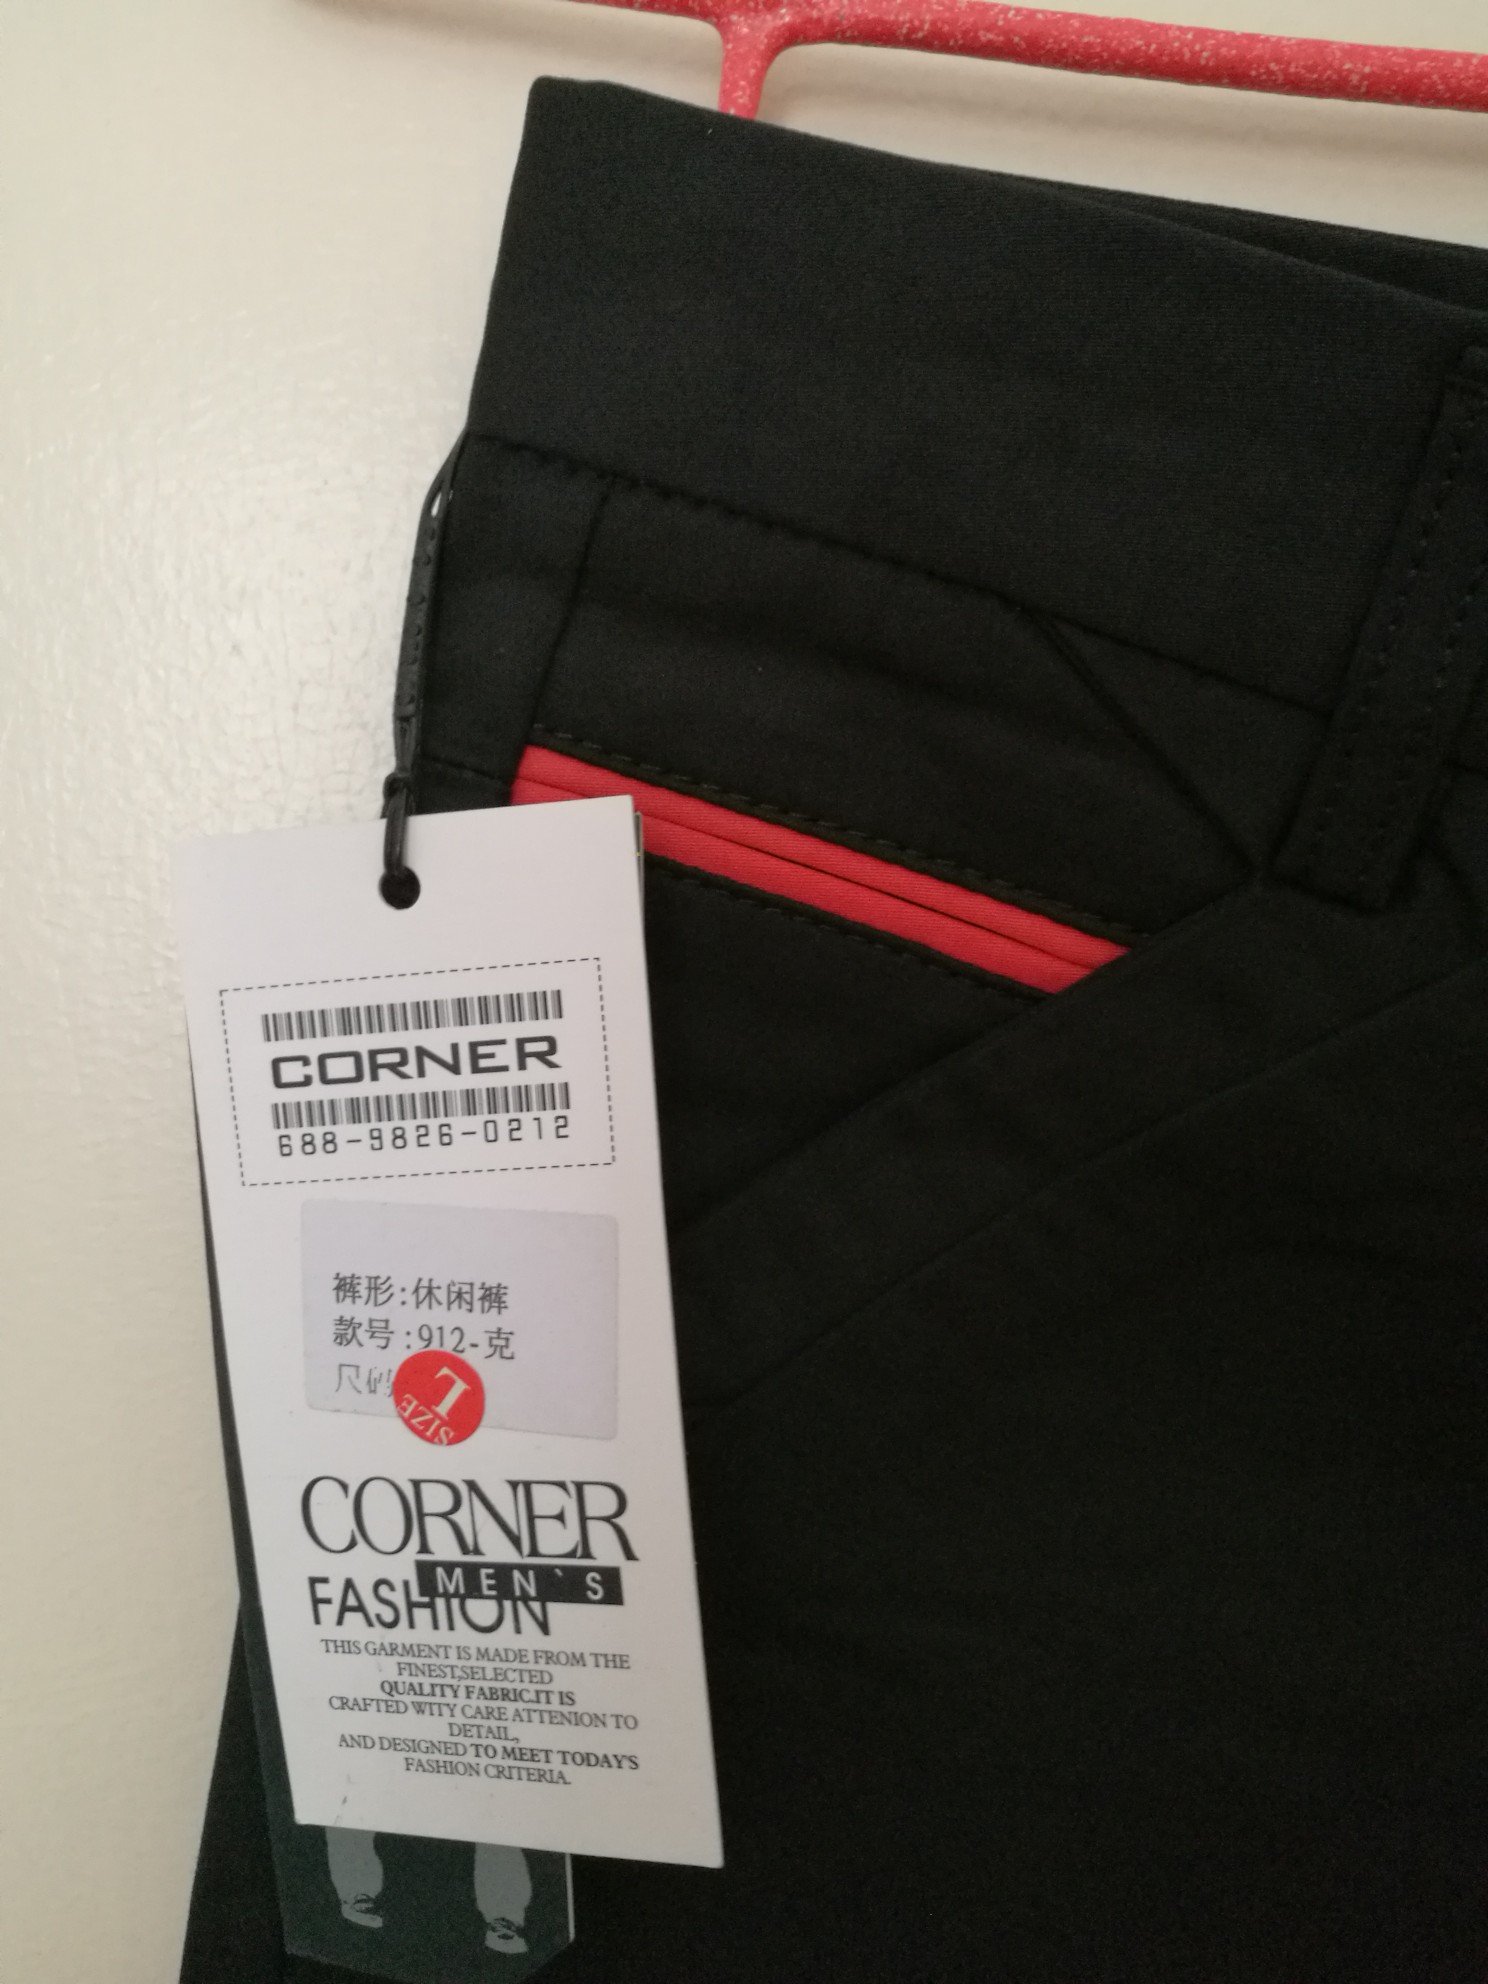 CORNER
688-9826-0212
裤形:休闲裤
款号:912-克
尺码
L
SIZE
CORNER
MEN`S
FASHION
THIS GARMENT IS MADE FROM THE
FINEST,SELECTED
QUALITY FABRIC.IT IS
CRAFTED WITY CARE ATTENION TO
DETAIL,
AND DESIGNED TO MEET TODAY'S
FASHION CRITERIA.